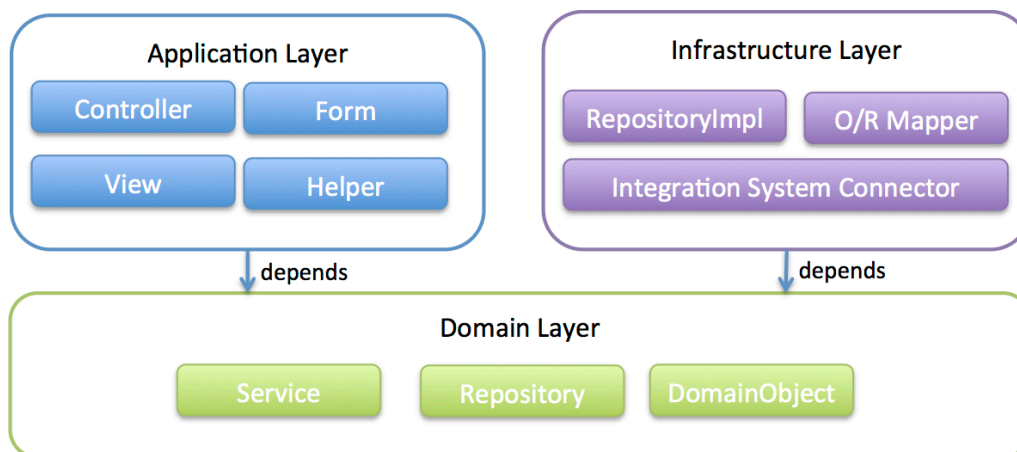 Application Layer
Controller
Form
View
Helper
depends
Infrastructure Layer
RepositoryImpl
O/R Mapper
Integration System Connector
depends
Domain Layer
Service
Repository
DomainObject